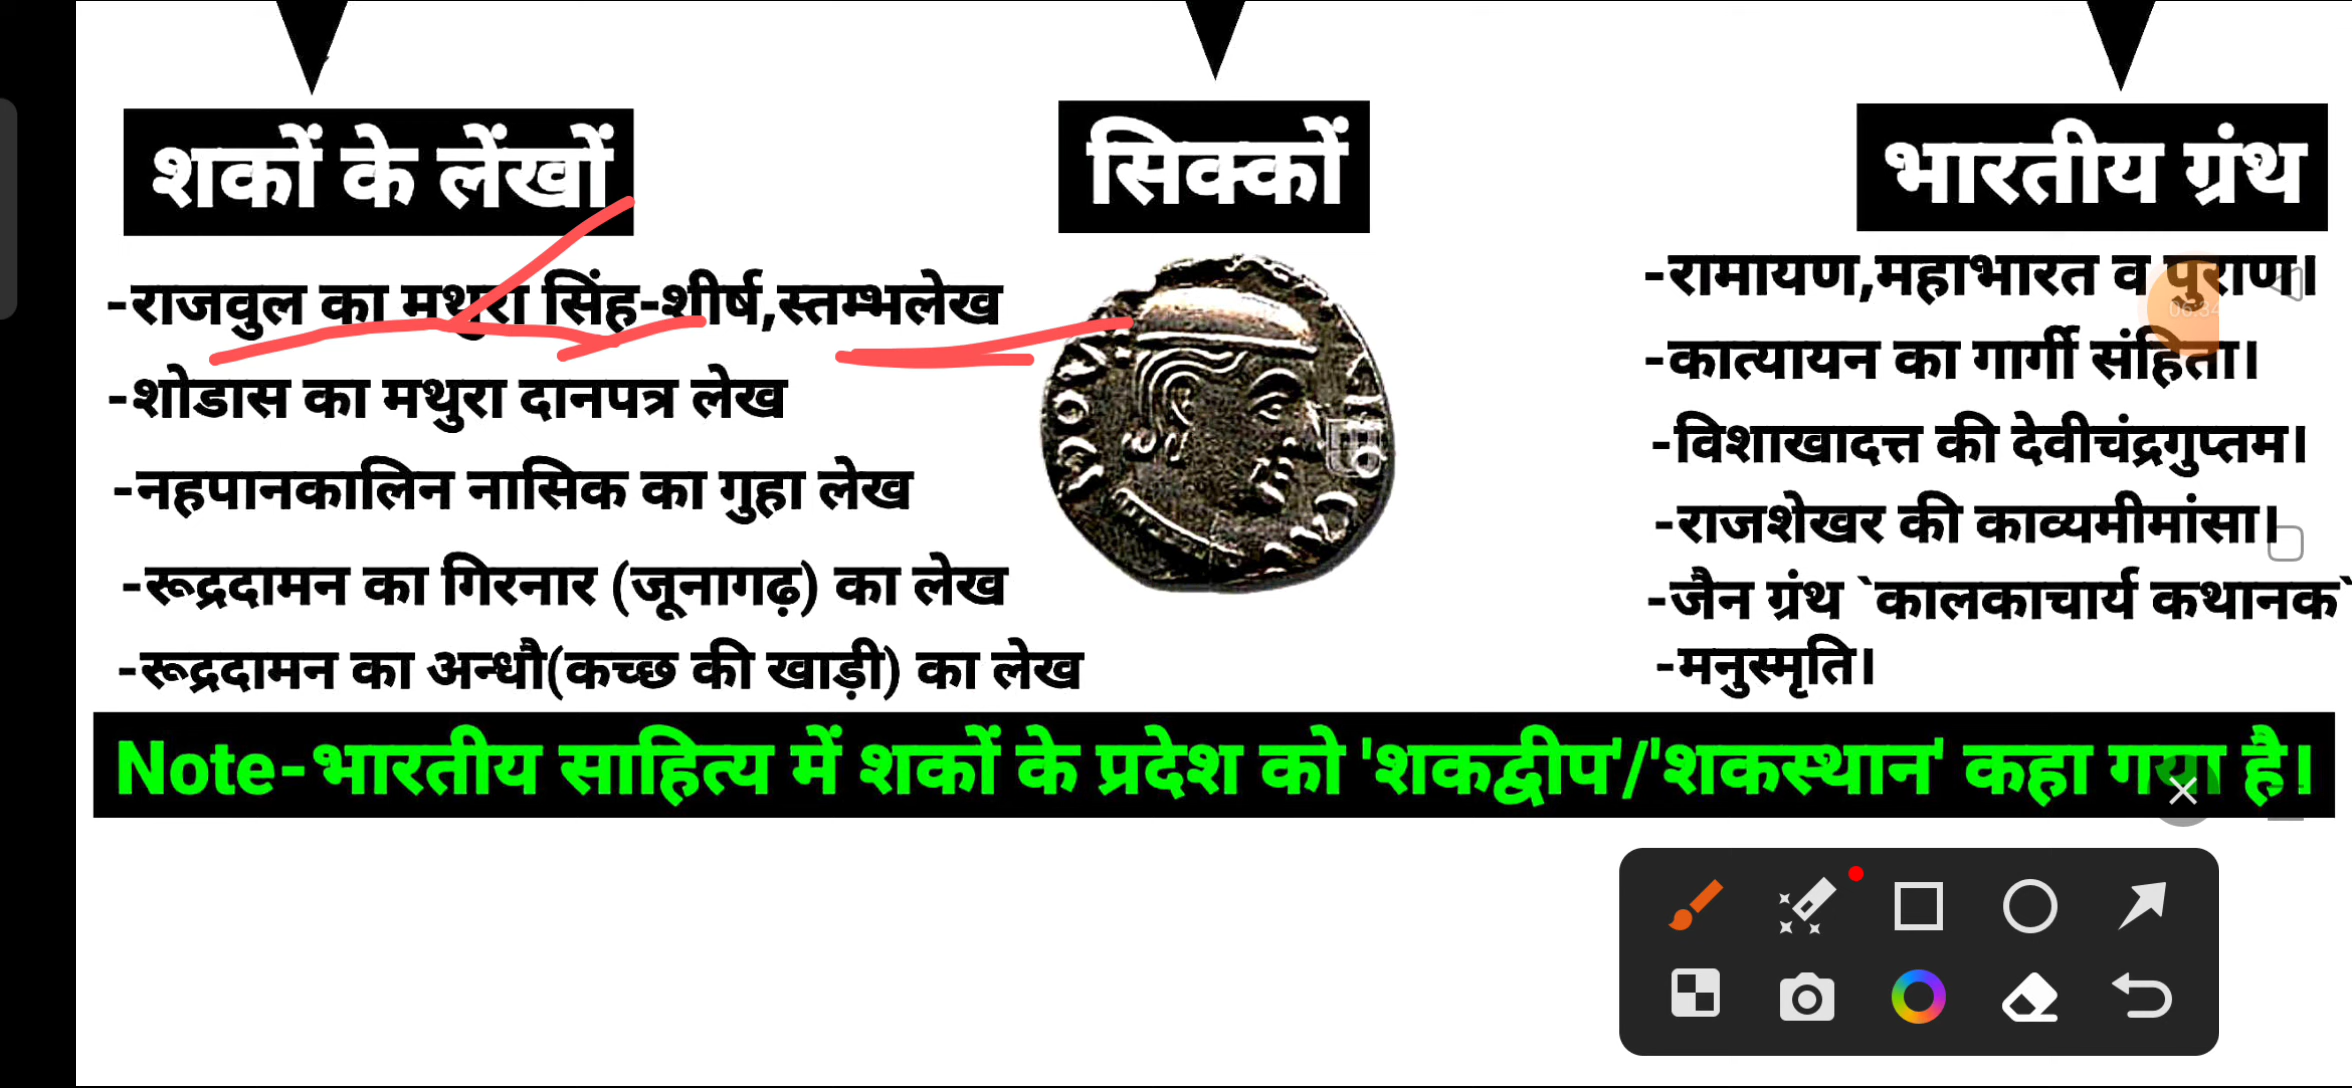 शकों के लेंखों
-राजवुल का मथुरा सिंह-शीर्ष,स्तम्भलेख
-शोडास का मथुरा दानपत्र लेख
-नहपानकालिन नासिक का गुहा लेख
-रूद्रदामन का गिरनार (जूनागढ़) का लेख
-रूद्रदामन का अन्धौ(कच्छ की खाड़ी) का लेख
सिक्कों
भारतीय ग्रंथ
-रामायण,महाभारत व पुराण।
-कात्यायन का गार्गी संहिता।
-विशाखादत्त की देवीचंद्रगुप्तम।
-राजशेखर की काव्यमीमांसा।
-जैन ग्रंथ `कालकाचार्य कथानक`
-मनुस्मृति।
Note-भारतीय साहित्य में शकों के प्रदेश को 'शकद्वीप'/'शकस्थान' कहा गया है।